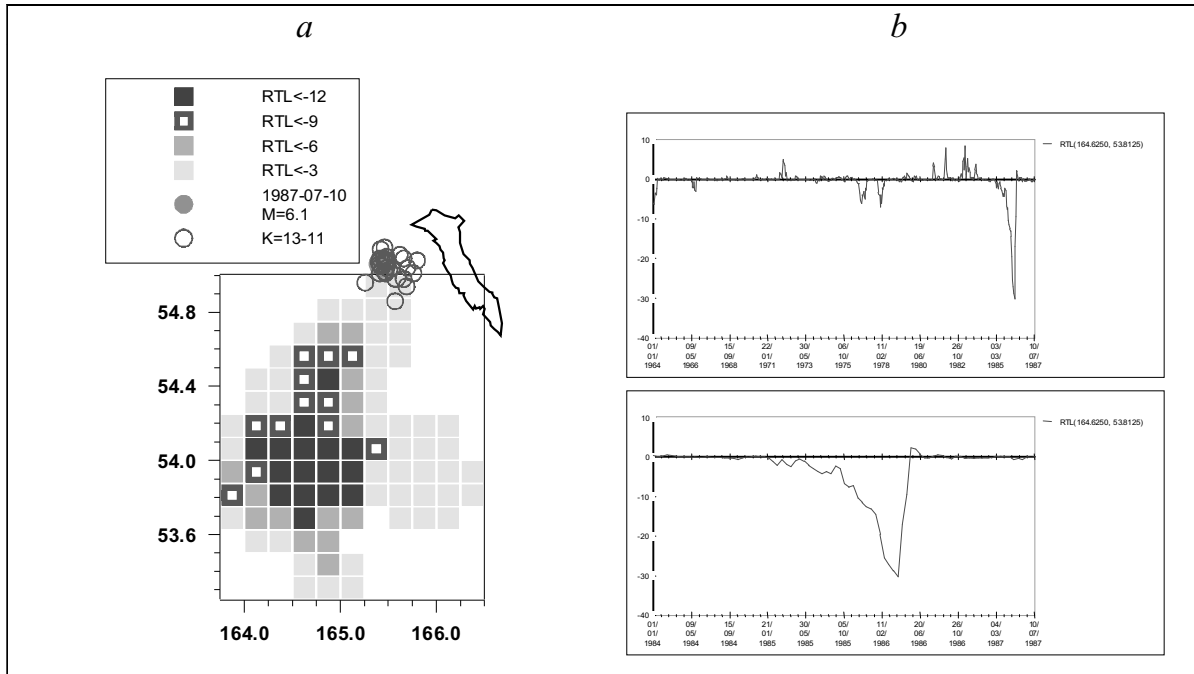 a
b
RTL<-12
RTL<-9
RTL<-6
RTL<-3
1987-07-10
M=6.1
K=13-11
54.8
54.4
54.0
53.6
164.0 165.0 166.0
10
0
-10
-20
-30
-40
RTL(164.6250, 53.8125)
01/ 09/ 15/ 22/ 30/ 06/ 11/ 19/ 26/ 03/ 10/
01/ 05/ 09/ 01/ 05/ 10/ 02/ 06/ 10/ 03/ 07/
1964 1966 1968 1971 1973 1975 1978 1980 1982 1985 1987
10
0
-10
-20
-30
-40
RTL(164.6250, 53.8125)
01/ 09/ 15/ 21/ 30/ 05/ 11/ 20/ 26/ 04/ 10/
01/ 05/ 09/ 01/ 05/ 10/ 02/ 06/ 10/ 03/ 07/
1984 1984 1984 1985 1985 1985 1986 1986 1986 1987 1987